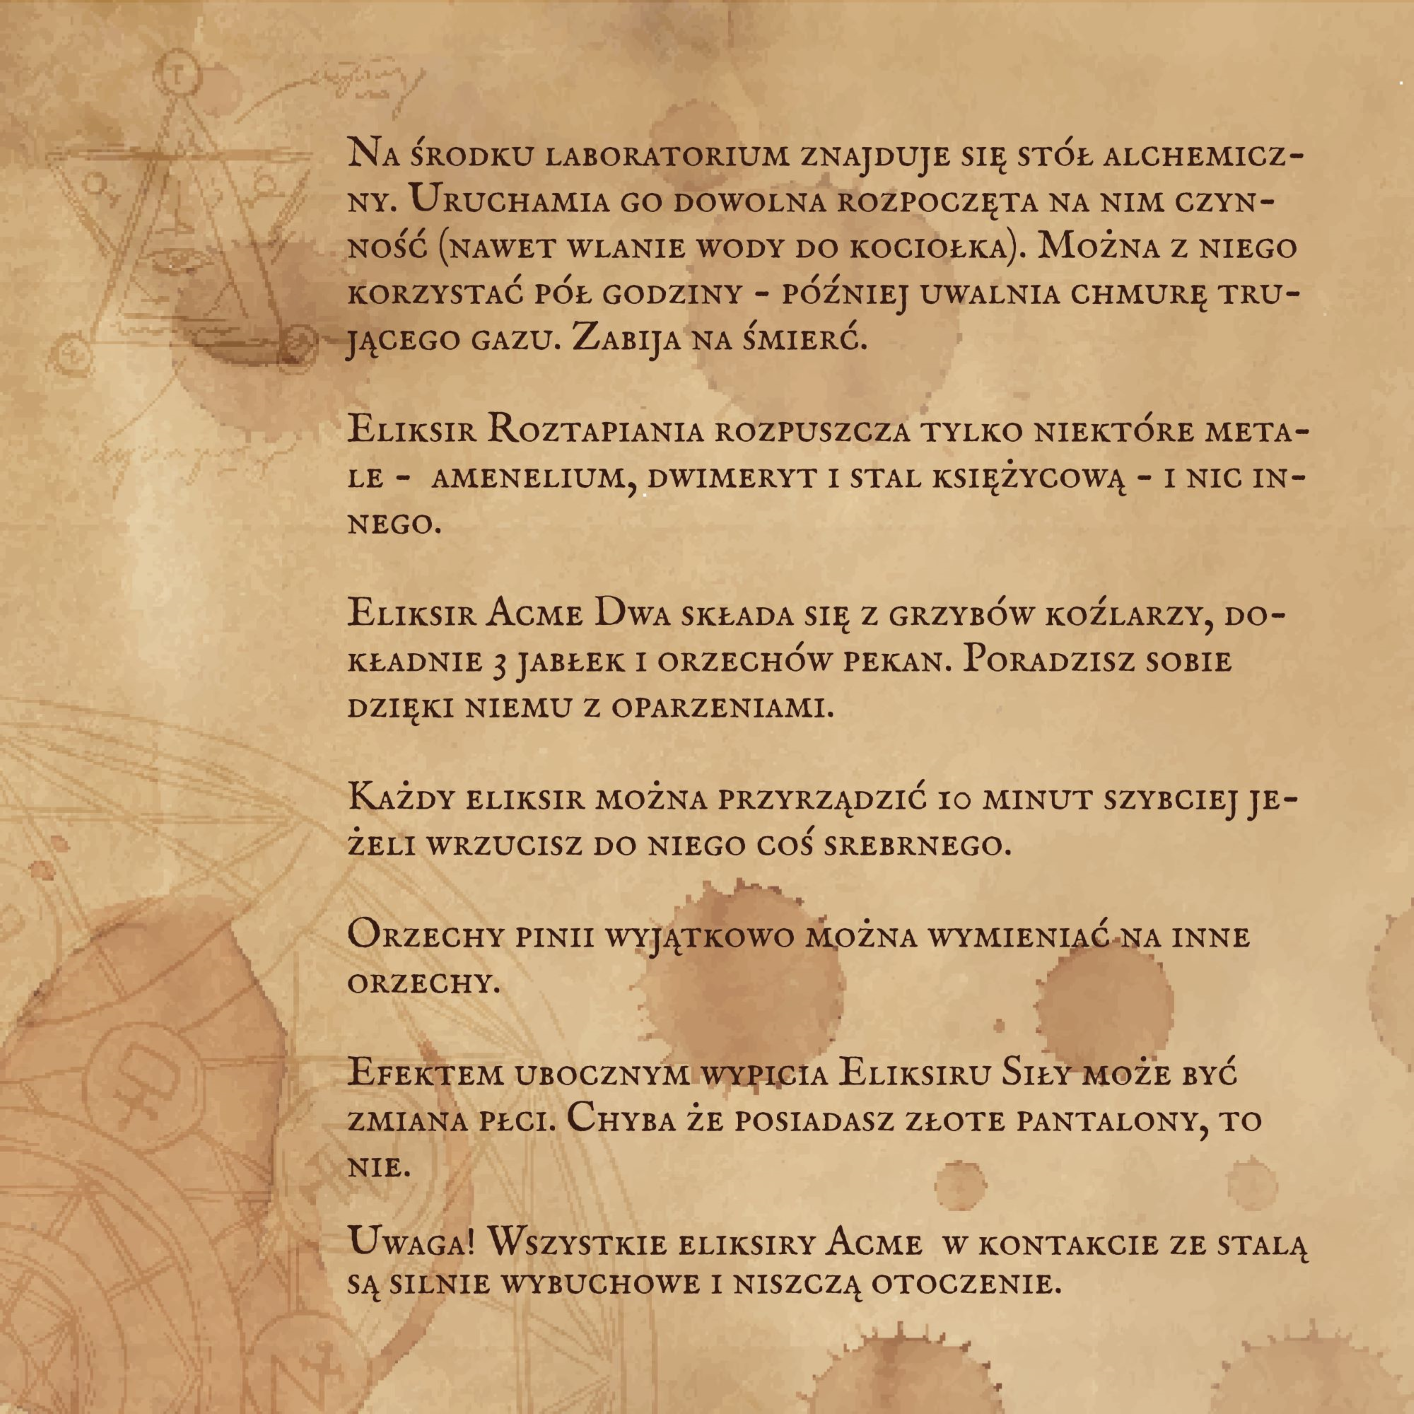 Na środku laboratorium znajduje się stół alchemicz-
ny. Uruchamia go dowolna rozpoczęta na nim czyn-
ność (nawet wlanie wody do kociołka). Można z niego
korzystać pół godziny - później uwalnia chmurę tru-
jącego gazu. Zabija na śmierć.
Eliksir Roztapiania rozpuszcza tylko niektóre meta-
le - amenelium, dwimeryt i stal księżycową - i nic in-
nego.
Eliksir Acme Dwa składa się z grzybów koźlarzy, do-
kładnie 3 jabłek i orzechów pekan. Poradzisz sobie
dzięki niemu z oparzeniami.
Każdy eliksir można przyrządzić 10 minut szybciej je-
żeli wrzucisz do niego coś srebrnego.
Orzechy pinii wyjątkowo można wymieniać na inne
orzechy.
Efektem ubocznym wypicia Eliksiru Siły może być
zmiana płci. Chyba że posiadasz złote pantalony, to
nie.
Uwaga! Wszystkie eliksiry Acme w kontakcie ze stalą
są silnie wybuchowe i niszczą otoczenie.